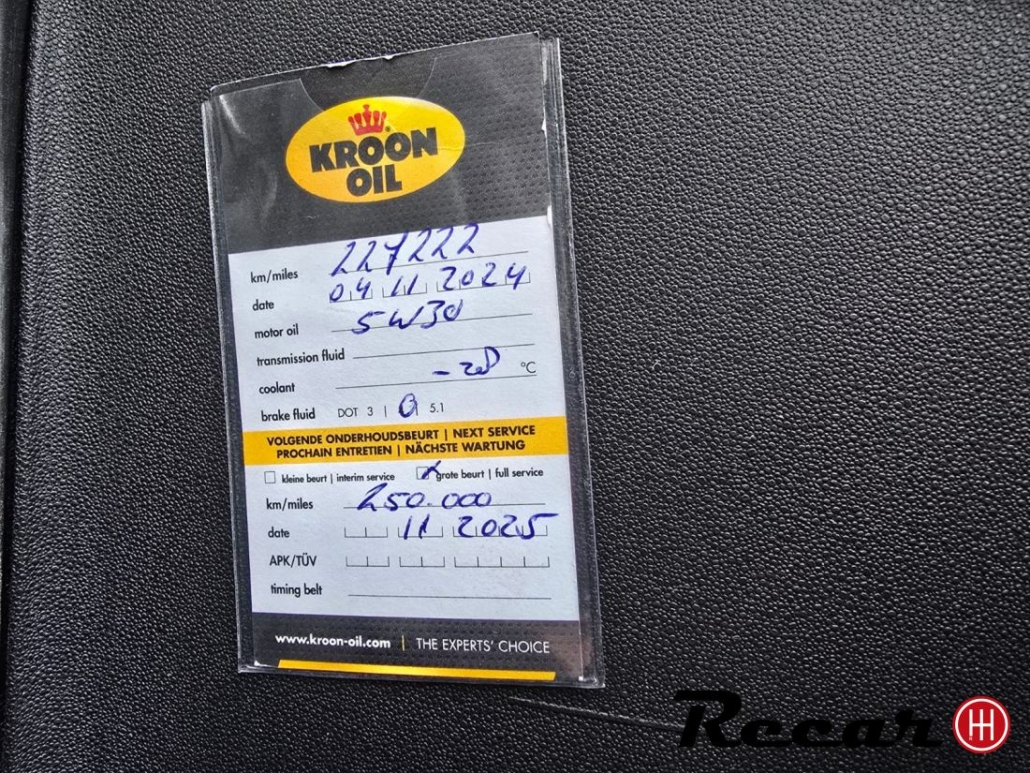 KROON
OIL
km/miles 227222
date 04 11 2024
motor oil 5W30
transmission fluid
coolant °C
brake fluid DOT 3 | 5.1
VOLGENDE ONDERHOUDSBEURT | NEXT SERVICE
PROCHAIN ENTRETIEN | NÄCHSTE WARTUNG
kleine beurt | interim service grote beurt | full service
km/miles 250.000
date 11 2025
APK/TÜV
timing belt
www.kroon-oil.com | THE EXPERTS' CHOICE
Recar